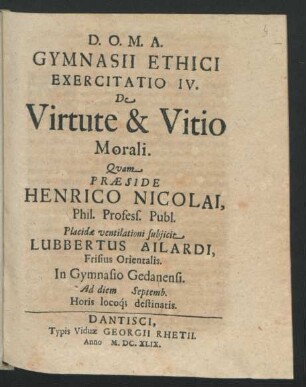 D. O. M. A.
GYMNASII ETHICI
EXERCITATIO IV.
De
Virtute & Vitio
Morali.
Qvam
PRÆSIDE
HENRICO NICOLAI,
Phil. Profess. Publ.
Placidæ ventilationi subjicit
LUBBERTUS AILARDI,
Frisius Orientalis.
In Gymnasio Gedanensi.
Ad diem Septemb.
Horis locoq; destinatis.
DANTISCI,
Typis Viduæ GEORGII RHETII.
Anno M. DC. XLIX.